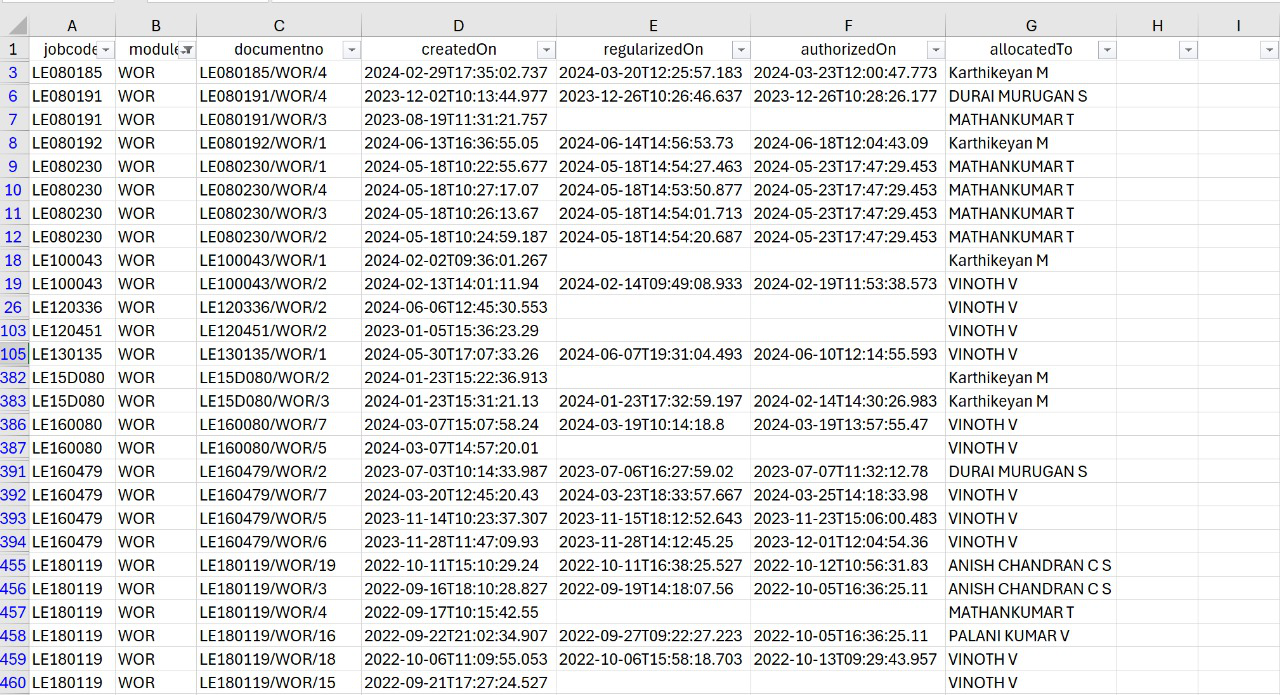 A B C D E F G H I
1 jobcode module documentno createdOn regularizedOn authorizedOn allocatedTo
3 LE080185 WOR LE080185/WOR/4 2024-02-29T17:35:02.737 2024-03-20T12:25:57.183 2024-03-23T12:00:47.773 Karthikeyan M
6 LE080191 WOR LE080191/WOR/4 2023-12-02T10:13:44.977 2023-12-26T10:26:46.637 2023-12-26T10:28:26.177 DURAI MURUGAN S
7 LE080191 WOR LE080191/WOR/3 2023-08-19T11:31:21.757 MATHANKUMAR T
8 LE080192 WOR LE080192/WOR/1 2024-06-13T16:36:55.05 2024-06-14T14:56:53.73 2024-06-18T12:04:43.09 Karthikeyan M
9 LE080230 WOR LE080230/WOR/1 2024-05-18T10:22:55.677 2024-05-18T14:54:27.463 2024-05-23T17:47:29.453 MATHANKUMAR T
10 LE080230 WOR LE080230/WOR/4 2024-05-18T10:27:17.07 2024-05-18T14:53:50.877 2024-05-23T17:47:29.453 MATHANKUMAR T
11 LE080230 WOR LE080230/WOR/3 2024-05-18T10:26:13.67 2024-05-18T14:54:01.713 2024-05-23T17:47:29.453 MATHANKUMAR T
12 LE080230 WOR LE080230/WOR/2 2024-05-18T10:24:59.187 2024-05-18T14:54:20.687 2024-05-23T17:47:29.453 MATHANKUMAR T
18 LE100043 WOR LE100043/WOR/1 2024-02-02T09:36:01.267 Karthikeyan M
19 LE100043 WOR LE100043/WOR/2 2024-02-13T14:01:11.94 2024-02-14T09:49:08.933 2024-02-19T11:53:38.573 VINOTH V
26 LE120336 WOR LE120336/WOR/2 2024-06-06T12:45:30.553 VINOTH V
103 LE120451 WOR LE120451/WOR/2 2023-01-05T15:36:23.29 VINOTH V
105 LE130135 WOR LE130135/WOR/1 2024-05-30T17:07:33.26 2024-06-07T19:31:04.493 2024-06-10T12:14:55.593 VINOTH V
382 LE15D080 WOR LE15D080/WOR/2 2024-01-23T15:22:36.913 Karthikeyan M
383 LE15D080 WOR LE15D080/WOR/3 2024-01-23T15:31:21.13 2024-01-23T17:32:59.197 2024-02-14T14:30:26.983 Karthikeyan M
386 LE160080 WOR LE160080/WOR/7 2024-03-07T15:07:58.24 2024-03-19T10:14:18.8 2024-03-19T13:57:55.47 VINOTH V
387 LE160080 WOR LE160080/WOR/5 2024-03-07T14:57:20.01 VINOTH V
391 LE160479 WOR LE160479/WOR/2 2023-07-03T10:14:33.987 2023-07-06T16:27:59.02 2023-07-07T11:32:12.78 DURAI MURUGAN S
392 LE160479 WOR LE160479/WOR/7 2024-03-20T12:45:20.43 2024-03-23T18:33:57.667 2024-03-25T14:18:33.98 VINOTH V
393 LE160479 WOR LE160479/WOR/5 2023-11-14T10:23:37.307 2023-11-15T18:12:52.643 2023-11-23T15:06:00.483 VINOTH V
394 LE160479 WOR LE160479/WOR/6 2023-11-28T11:47:09.93 2023-11-28T14:12:45.25 2023-12-01T12:04:54.36 VINOTH V
455 LE180119 WOR LE180119/WOR/19 2022-10-11T15:10:29.24 2022-10-11T16:38:25.527 2022-10-12T10:56:31.83 ANISH CHANDRAN C S
456 LE180119 WOR LE180119/WOR/3 2022-09-16T18:10:28.827 2022-09-19T14:18:07.56 2022-10-05T16:36:25.11 ANISH CHANDRAN C S
457 LE180119 WOR LE180119/WOR/4 2022-09-17T10:15:42.55 MATHANKUMAR T
458 LE180119 WOR LE180119/WOR/16 2022-09-22T21:02:34.907 2022-09-27T09:22:27.223 2022-10-05T16:36:25.11 PALANI KUMAR V
459 LE180119 WOR LE180119/WOR/18 2022-10-06T11:09:55.053 2022-10-06T15:58:18.703 2022-10-13T09:29:43.957 VINOTH V
460 LE180119 WOR LE180119/WOR/15 2022-09-21T17:27:24.527 VINOTH V